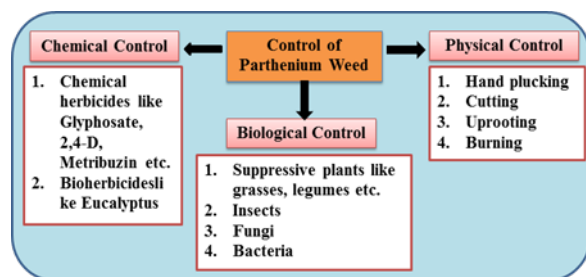 Chemical Control
Control of
Parthenium Weed
Physical Control
1. Chemical
herbicides like
Glyphosate,
2,4-D,
Metribuzin etc.
2. Bioherbicidesli
ke Eucalyptus
Biological Control
1. Suppressive plants like
grasses, legumes etc.
2. Insects
3. Fungi
4. Bacteria
1. Hand plucking
2. Cutting
3. Uprooting
4. Burning